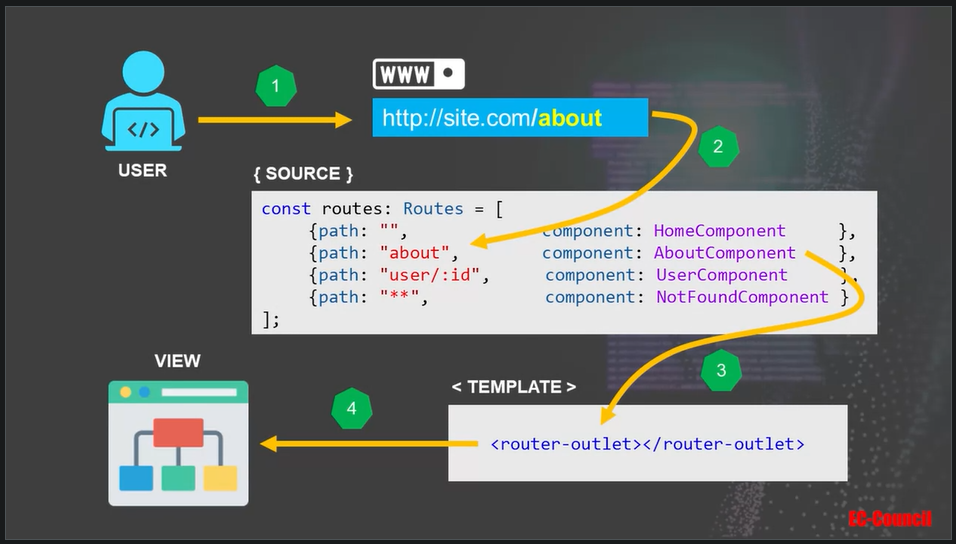 1
WWW
http://site.com/about
2
</>
USER
{ SOURCE }
const routes: Routes = [
{path: "", component: HomeComponent },
{path: "about", component: AboutComponent },
{path: "user/:id", component: UserComponent },
{path: "**", component: NotFoundComponent }
];
VIEW
3
< TEMPLATE >
4
<router-outlet></router-outlet>
EC-Council